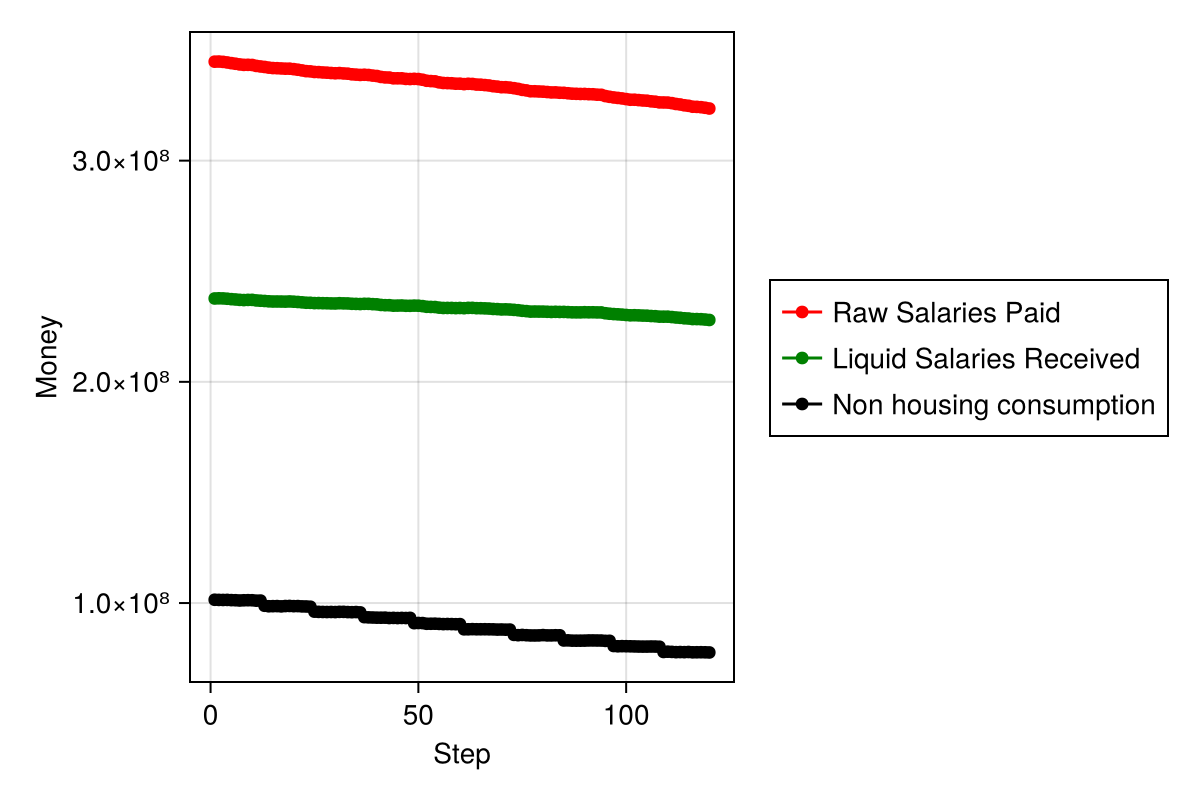 Money
3.0×10⁸
2.0×10⁸
1.0×10⁸
0
50
100
Step
Raw Salaries Paid
Liquid Salaries Received
Non housing consumption